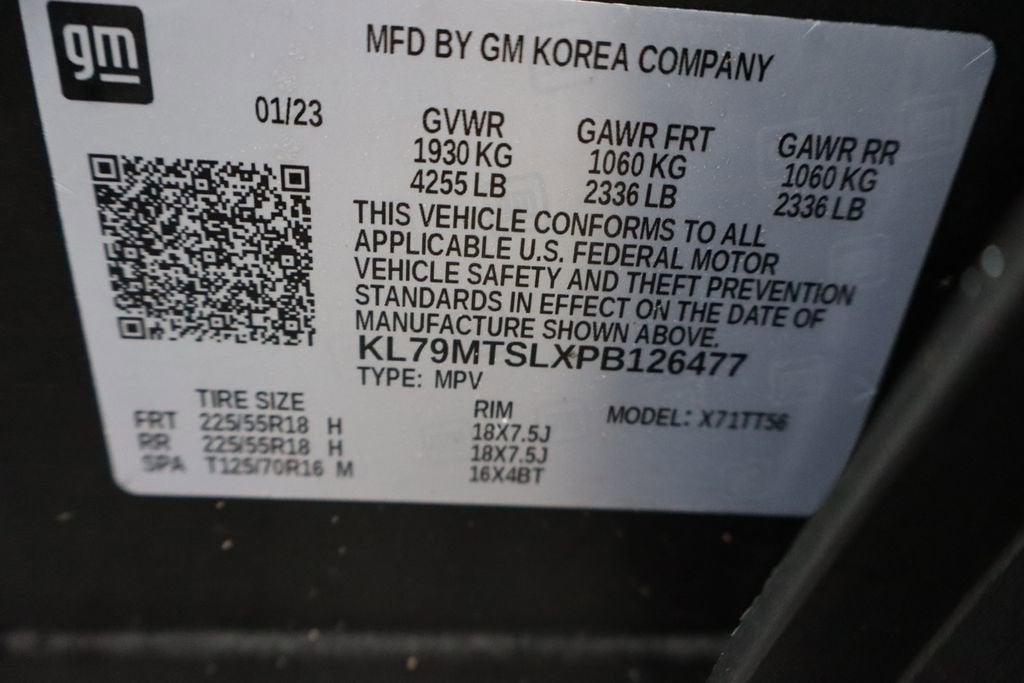 gm
MFD BY GM KOREA COMPANY
01/23
GVWR GAWR FRT GAWR RR
1930 KG 1060 KG 1060 KG
4255 LB 2336 LB 2336 LB
THIS VEHICLE CONFORMS TO ALL
APPLICABLE U.S. FEDERAL MOTOR
VEHICLE SAFETY AND THEFT PREVENTION
STANDARDS IN EFFECT ON THE DATE OF
MANUFACTURE SHOWN ABOVE.
KL79MTSLXPB126477
TYPE: MPV
TIRE SIZE RIM MODEL: X71TT56
FRT 225/55R18 H 18X7.5J
RR 225/55R18 H 18X7.5J
SPA T125/70R16 M 16X4BT